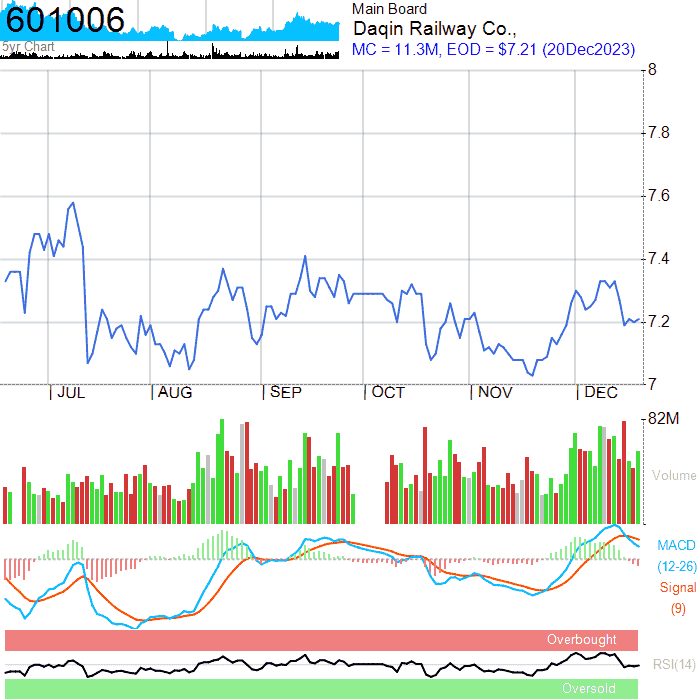 601006
5yr Chart
Main Board
Daqin Railway Co.,
MC = 11.3M, EOD = $7.21 (20Dec2023)
8
7.8
7.6
7.4
7.2
7
JUL
AUG
SEP
OCT
NOV
DEC
82M
Volume
MACD
(12-26)
Signal
(9)
Overbought
RSI(14)
Oversold